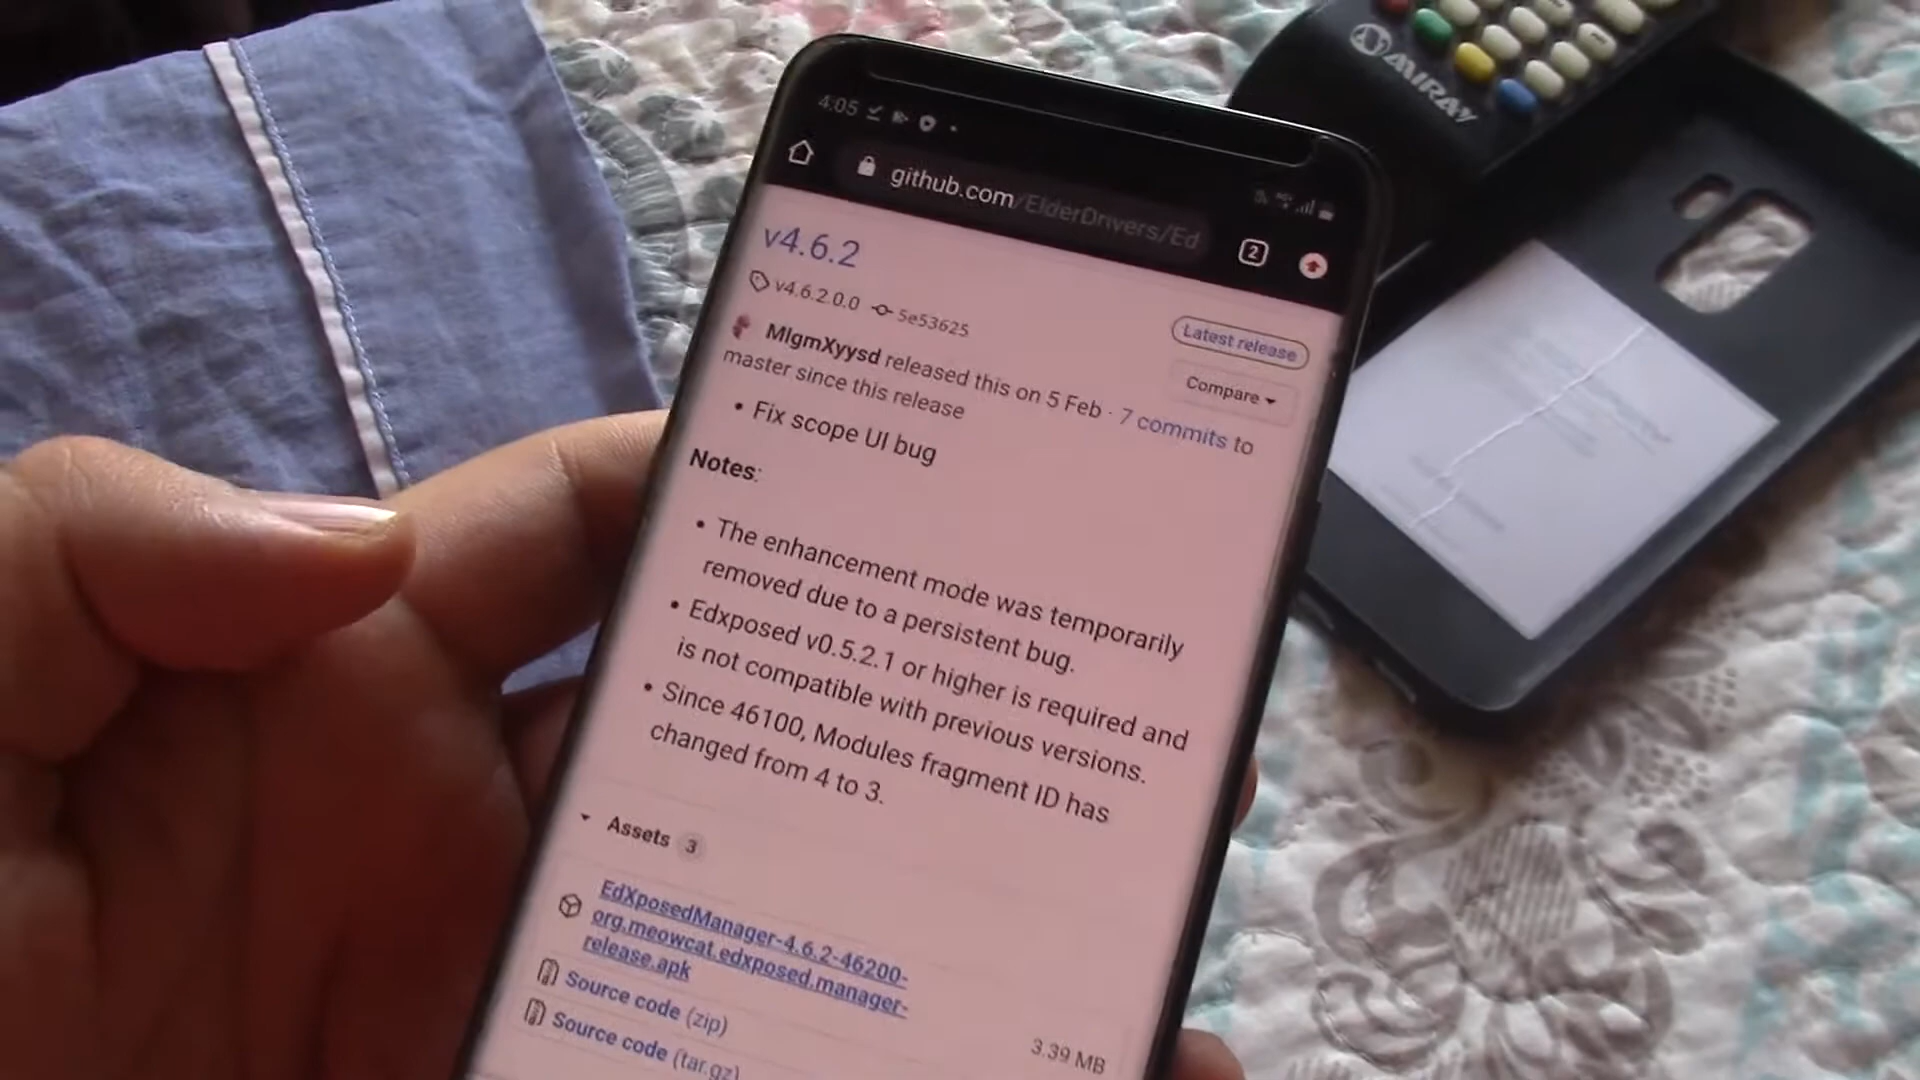 4:05
github.com/ElderDrivers/Ed
2
v4.6.2
v4.6.2.0.0 5e53625
Latest release
MlgmXyysd released this on 5 Feb · 7 commits to
master since this release
Compare
• Fix scope UI bug
Notes:
• The enhancement mode was temporarily
removed due to a persistent bug.
• Edxposed v0.5.2.1 or higher is required and
is not compatible with previous versions.
• Since 46100, Modules fragment ID has
changed from 4 to 3.
Assets 3
EdXposedManager-4.6.2-46200-
org.meowcat.edxposed.manager-
release.apk
3.39 MB
Source code (zip)
Source code (tar.gz)
MIRAY